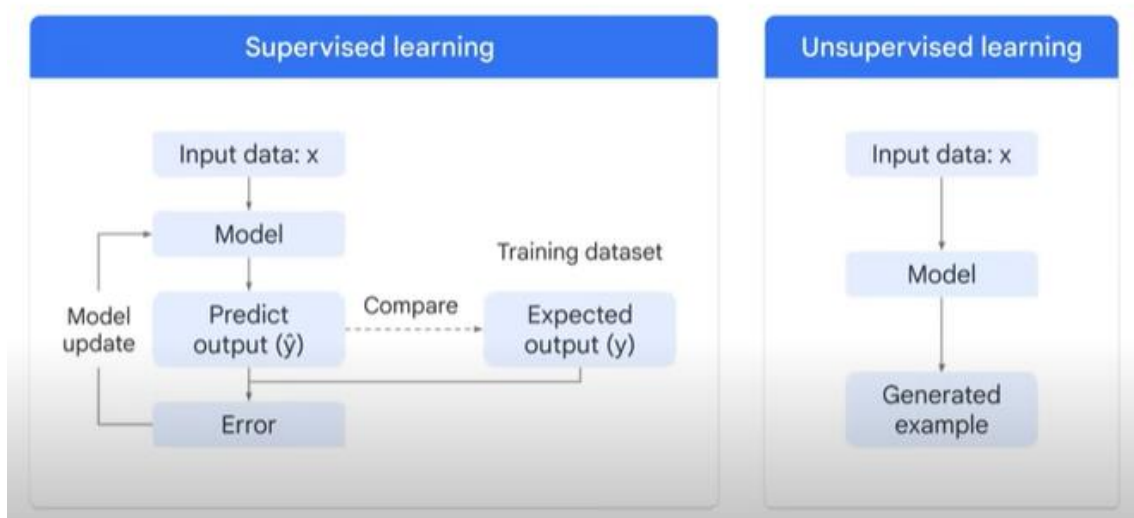 Supervised learning
Input data: x
Model
Training dataset
Model
update
Predict
output (ŷ)
Compare
Expected
output (y)
Error
Unsupervised learning
Input data: x
Model
Generated
example